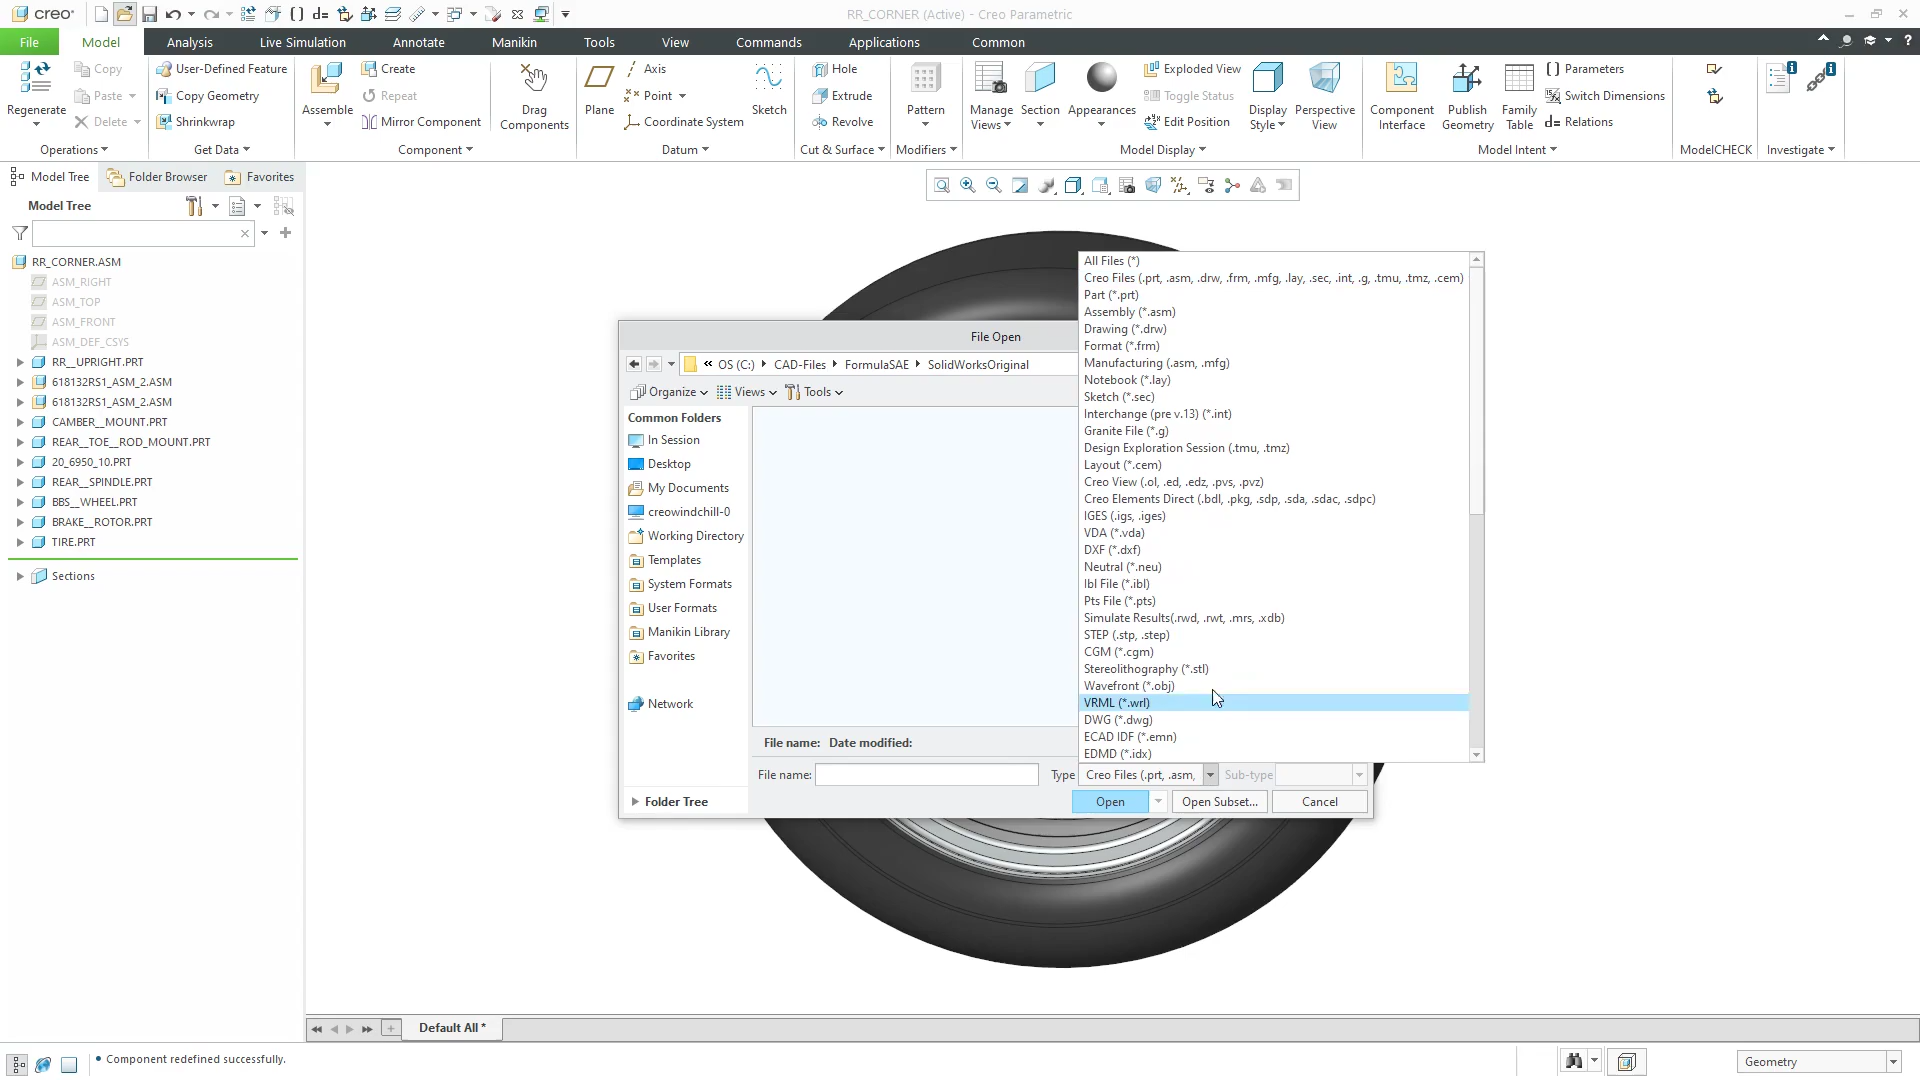 creo
RR_CORNER (Active) - Creo Parametric
File
Model
Analysis
Live Simulation
Annotate
Manikin
Tools
View
Commands
Applications
Common
Regenerate
Copy
Paste
Delete
Operations
User-Defined Feature
Copy Geometry
Shrinkwrap
Get Data
Assemble
Create
Repeat
Mirror Component
Drag
Components
Component
Plane
Axis
Point
Coordinate System
Sketch
Datum
Hole
Extrude
Revolve
Cut & Surface
Pattern
Modifiers
Manage
Views
Section
Appearances
Exploded View
Toggle Status
Edit Position
Display
Style
Perspective
View
Model Display
Component
Interface
Publish
Geometry
Family
Table
Parameters
Switch Dimensions
d= Relations
Model Intent
ModelCHECK
Investigate
Model Tree
Folder Browser
Favorites
Model Tree
RR_CORNER.ASM
ASM_RIGHT
ASM_TOP
ASM_FRONT
ASM_DEF_CSYS
RR__UPRIGHT.PRT
618132RS1_ASM_2.ASM
618132RS1_ASM_2.ASM
CAMBER__MOUNT.PRT
REAR__TOE__ROD_MOUNT.PRT
20_6950_10.PRT
REAR__SPINDLE.PRT
BBS__WHEEL.PRT
BRAKE__ROTOR.PRT
TIRE.PRT
Sections
File Open
« OS (C:) CAD-Files FormulaSAE SolidWorksOriginal
Organize
Views
Tools
Common Folders
In Session
Desktop
My Documents
creowindchill-0
Working Directory
Templates
System Formats
User Formats
Manikin Library
Favorites
Network
Folder Tree
File name: Date modified:
File name:
Type
Creo Files (.prt, .asm,
Sub-type
Open
Open Subset...
Cancel
All Files (*)
Creo Files (.prt, .asm, .drw, .frm, .mfg, .lay, .sec, .int, .g, .tmu, .tmz, .cem)
Part (*.prt)
Assembly (*.asm)
Drawing (*.drw)
Format (*.frm)
Manufacturing (.asm, .mfg)
Notebook (*.lay)
Sketch (*.sec)
Interchange (pre v.13) (*.int)
Granite File (*.g)
Design Exploration Session (.tmu, .tmz)
Layout (*.cem)
Creo View (.ol, .ed, .edz, .pvs, .pvz)
Creo Elements Direct (.bdl, .pkg, .sdp, .sda, .sdac, .sdpc)
IGES (.igs, .iges)
VDA (*.vda)
DXF (*.dxf)
Neutral (*.neu)
Ibl File (*.ibl)
Pts File (*.pts)
Simulate Results(.rwd, .rwt, .mrs, .xdb)
STEP (.stp, .step)
CGM (*.cgm)
Stereolithography (*.stl)
Wavefront (*.obj)
VRML (*.wrl)
DWG (*.dwg)
ECAD IDF (*.emn)
EDMD (*.idx)
Default All *
• Component redefined successfully.
Geometry